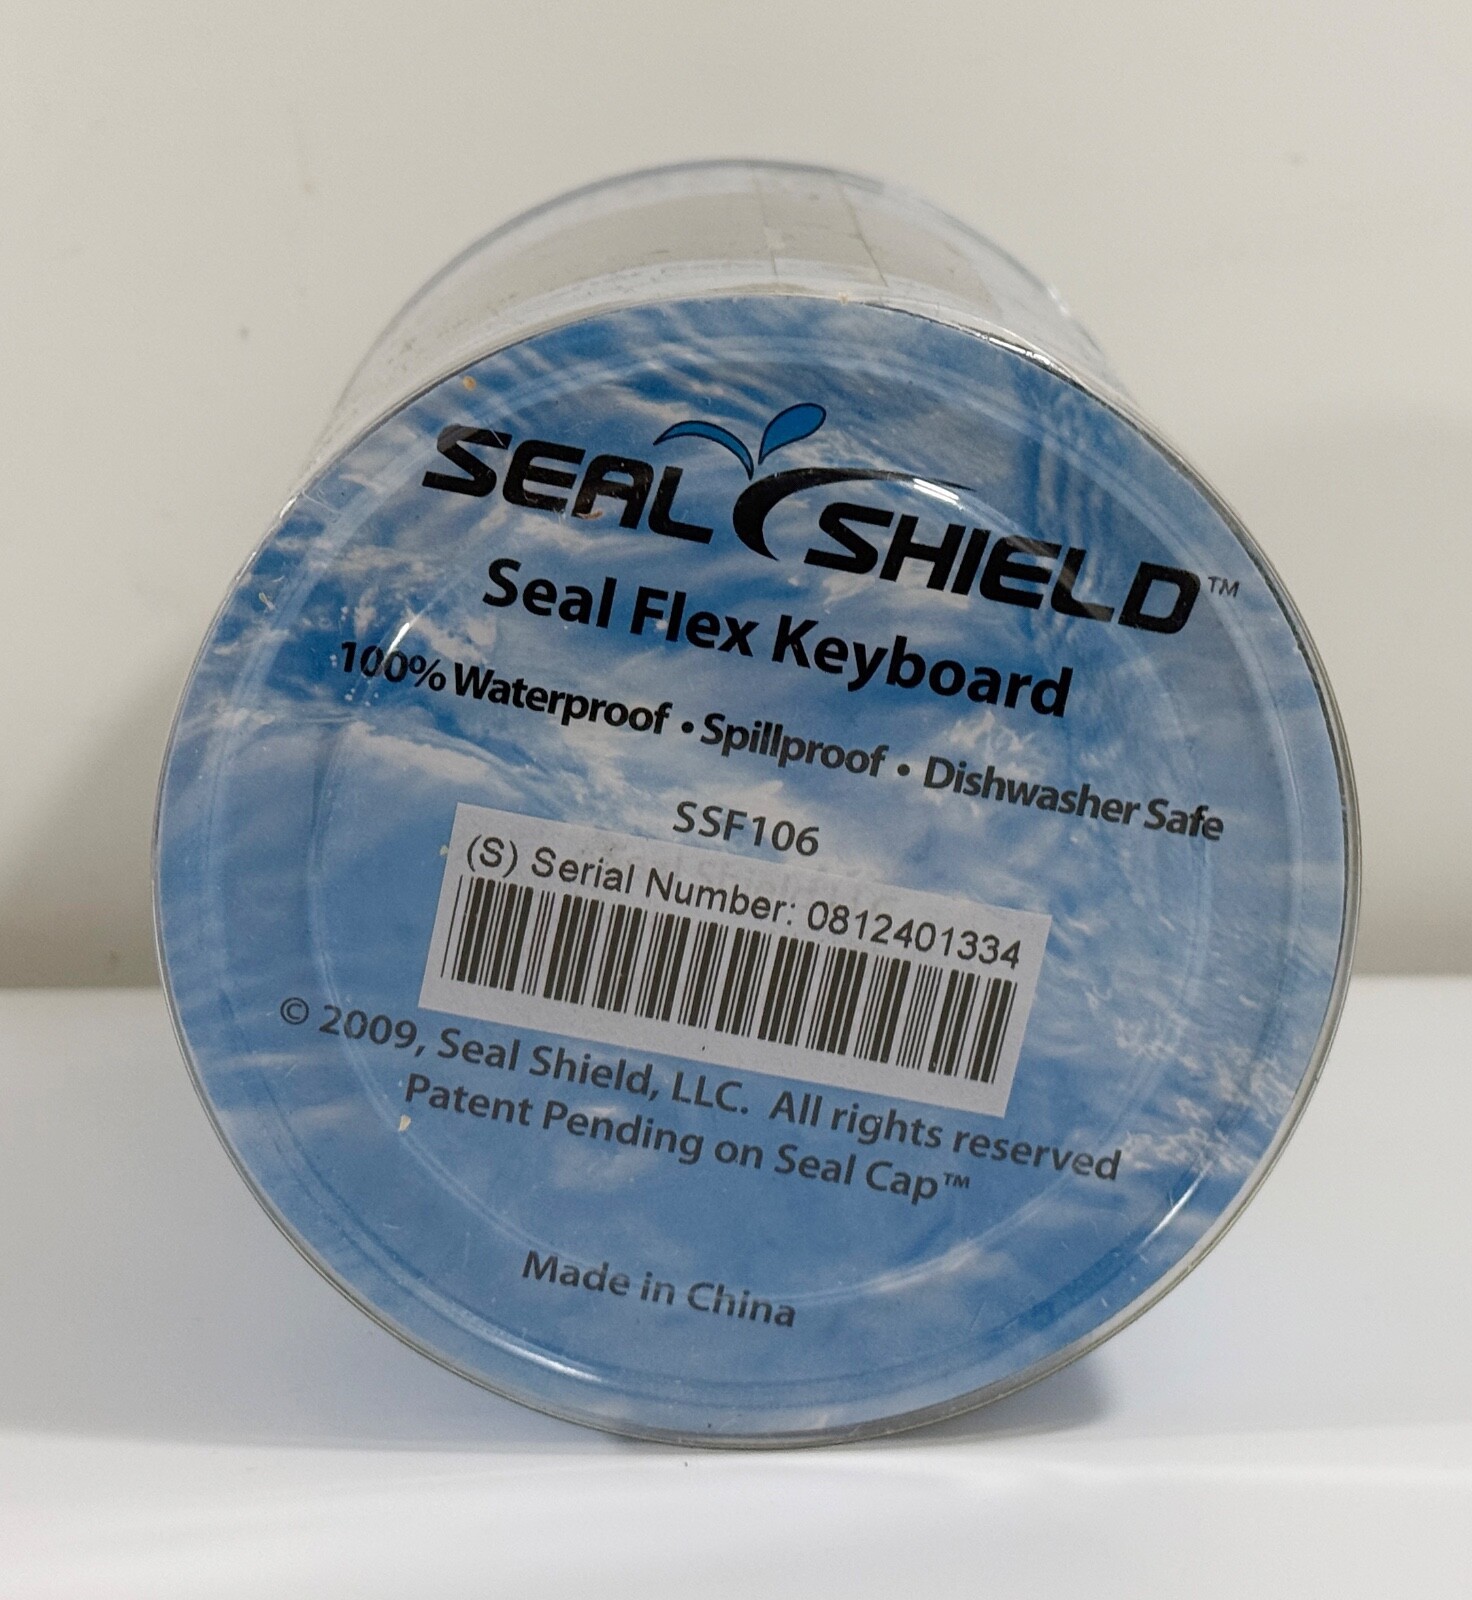 SEAL SHIELD™
Seal Flex Keyboard
100% Waterproof • Spillproof • Dishwasher Safe
SSF106
(S) Serial Number: 0812401334
© 2009, Seal Shield, LLC. All rights reserved
Patent Pending on Seal Cap™
Made in China